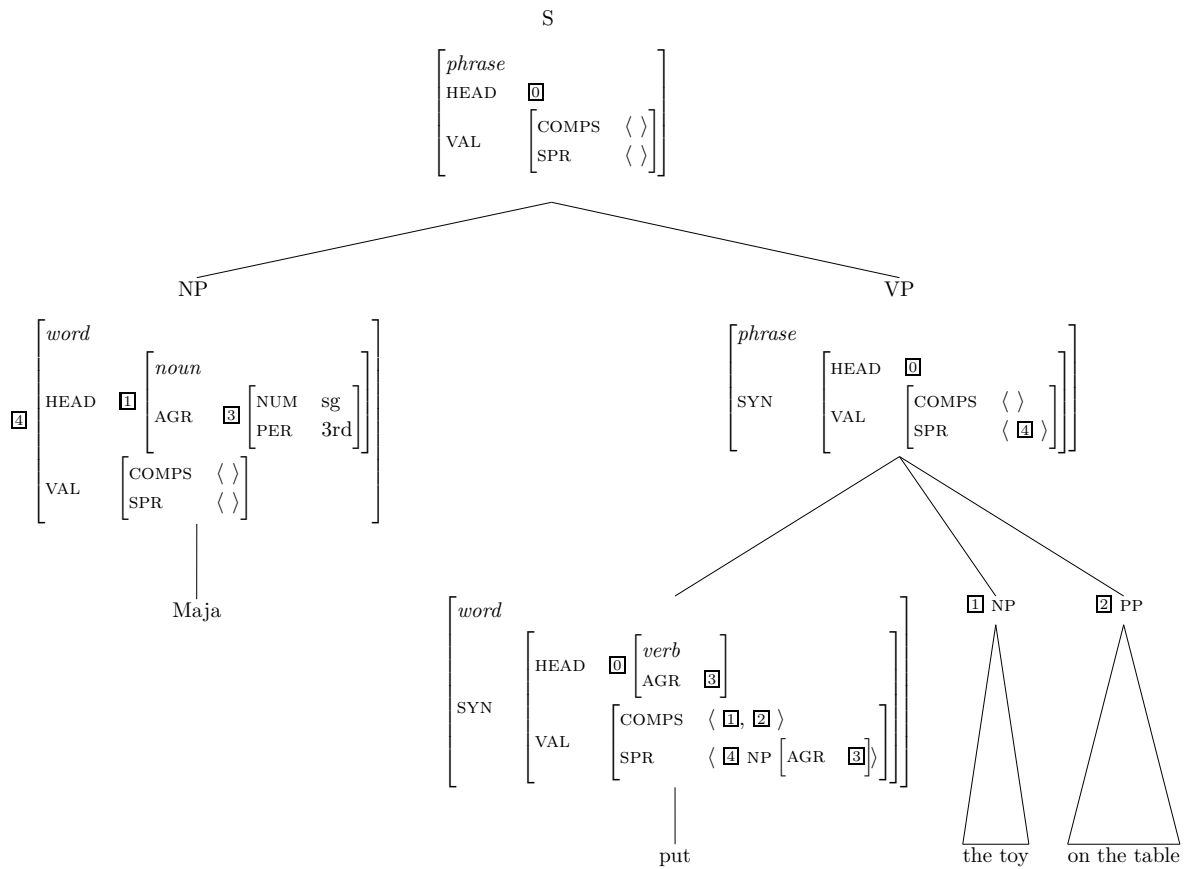 S
phrase
HEAD 0
VAL
COMPS ⟨ ⟩
SPR ⟨ ⟩
NP
4
word
HEAD 1
noun
AGR 3
NUM sg
PER 3rd
VAL
COMPS ⟨ ⟩
SPR ⟨ ⟩
Maja
VP
phrase
SYN
HEAD 0
VAL
COMPS ⟨ ⟩
SPR ⟨ 4 ⟩
word
SYN
HEAD 0
verb
AGR 3
VAL
COMPS ⟨ 1, 2 ⟩
SPR ⟨ 4 NP [AGR 3]⟩
put
1 NP
the toy
2 PP
on the table